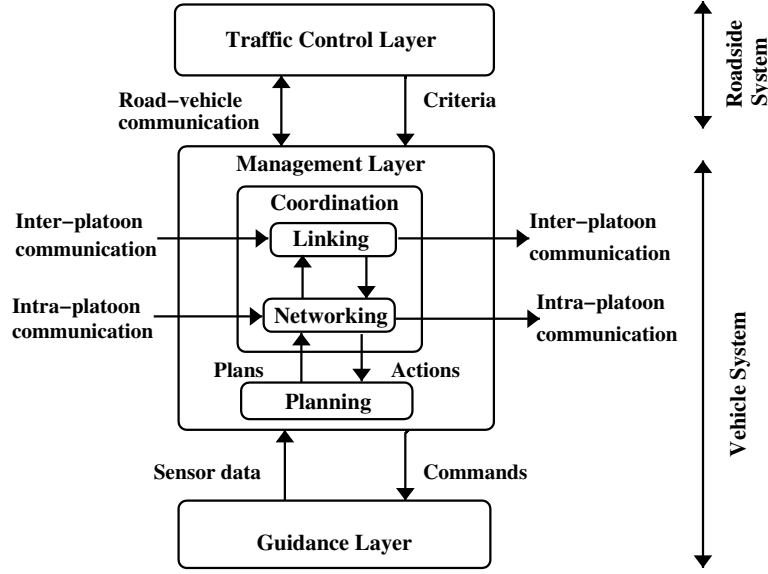 Traffic Control Layer
Road-vehicle
communication
Criteria
Roadside
System
Management Layer
Coordination
Inter-platoon
communication
Linking
Inter-platoon
communication
Intra-platoon
communication
Networking
Intra-platoon
communication
Plans
Actions
Planning
Vehicle System
Sensor data
Commands
Guidance Layer